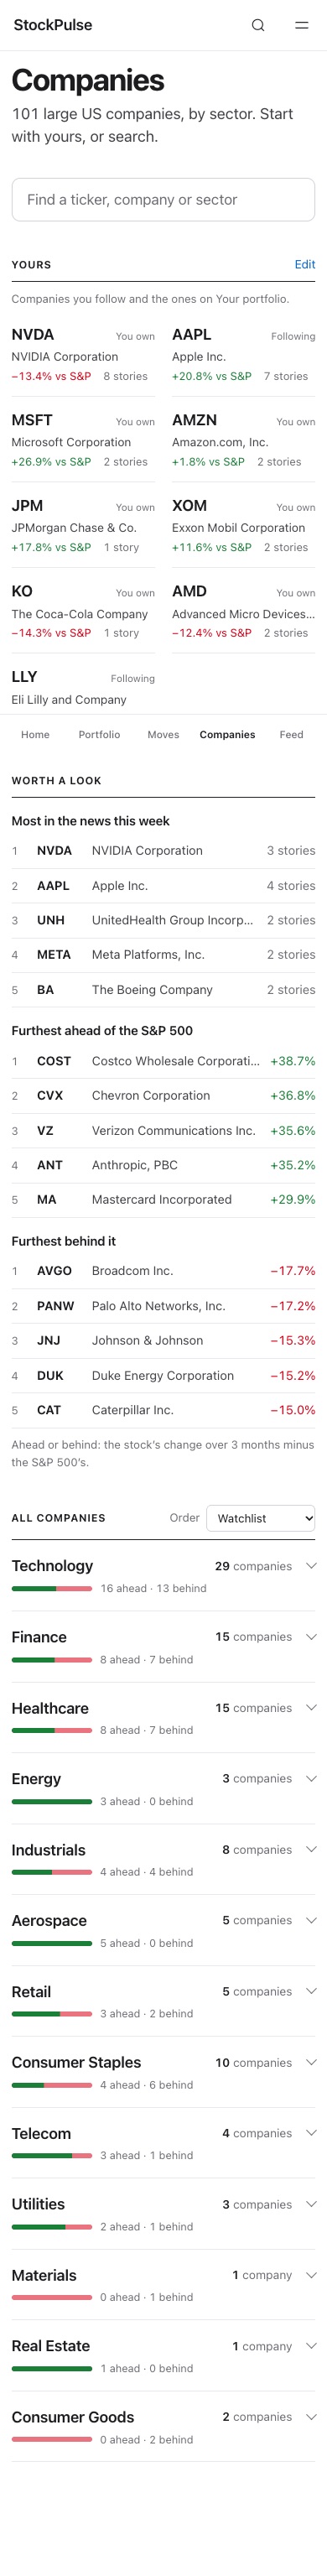 StockPulse
Companies
101 large US companies, by sector. Start
with yours, or search.
Find a ticker, company or sector
YOURS Edit
Companies you follow and the ones on Your portfolio.
NVDA You own
NVIDIA Corporation
−13.4% vs S&P 8 stories
AAPL Following
Apple Inc.
+20.8% vs S&P 7 stories
MSFT You own
Microsoft Corporation
+26.9% vs S&P 2 stories
AMZN You own
Amazon.com, Inc.
+1.8% vs S&P 2 stories
JPM You own
JPMorgan Chase & Co.
+17.8% vs S&P 1 story
XOM You own
Exxon Mobil Corporation
+11.6% vs S&P 2 stories
KO You own
The Coca-Cola Company
−14.3% vs S&P 1 story
AMD You own
Advanced Micro Devices...
−12.4% vs S&P 2 stories
LLY Following
Eli Lilly and Company
Home Portfolio Moves Companies Feed
WORTH A LOOK
Most in the news this week
1 NVDA NVIDIA Corporation 3 stories
2 AAPL Apple Inc. 4 stories
3 UNH UnitedHealth Group Incorp... 2 stories
4 META Meta Platforms, Inc. 2 stories
5 BA The Boeing Company 2 stories
Furthest ahead of the S&P 500
1 COST Costco Wholesale Corporati... +38.7%
2 CVX Chevron Corporation +36.8%
3 VZ Verizon Communications Inc. +35.6%
4 ANT Anthropic, PBC +35.2%
5 MA Mastercard Incorporated +29.9%
Furthest behind it
1 AVGO Broadcom Inc. −17.7%
2 PANW Palo Alto Networks, Inc. −17.2%
3 JNJ Johnson & Johnson −15.3%
4 DUK Duke Energy Corporation −15.2%
5 CAT Caterpillar Inc. −15.0%
Ahead or behind: the stock's change over 3 months minus
the S&P 500's.
ALL COMPANIES Order Watchlist
Technology 29 companies
16 ahead · 13 behind
Finance 15 companies
8 ahead · 7 behind
Healthcare 15 companies
8 ahead · 7 behind
Energy 3 companies
3 ahead · 0 behind
Industrials 8 companies
4 ahead · 4 behind
Aerospace 5 companies
5 ahead · 0 behind
Retail 5 companies
3 ahead · 2 behind
Consumer Staples 10 companies
4 ahead · 6 behind
Telecom 4 companies
3 ahead · 1 behind
Utilities 3 companies
2 ahead · 1 behind
Materials 1 company
0 ahead · 1 behind
Real Estate 1 company
1 ahead · 0 behind
Consumer Goods 2 companies
0 ahead · 2 behind